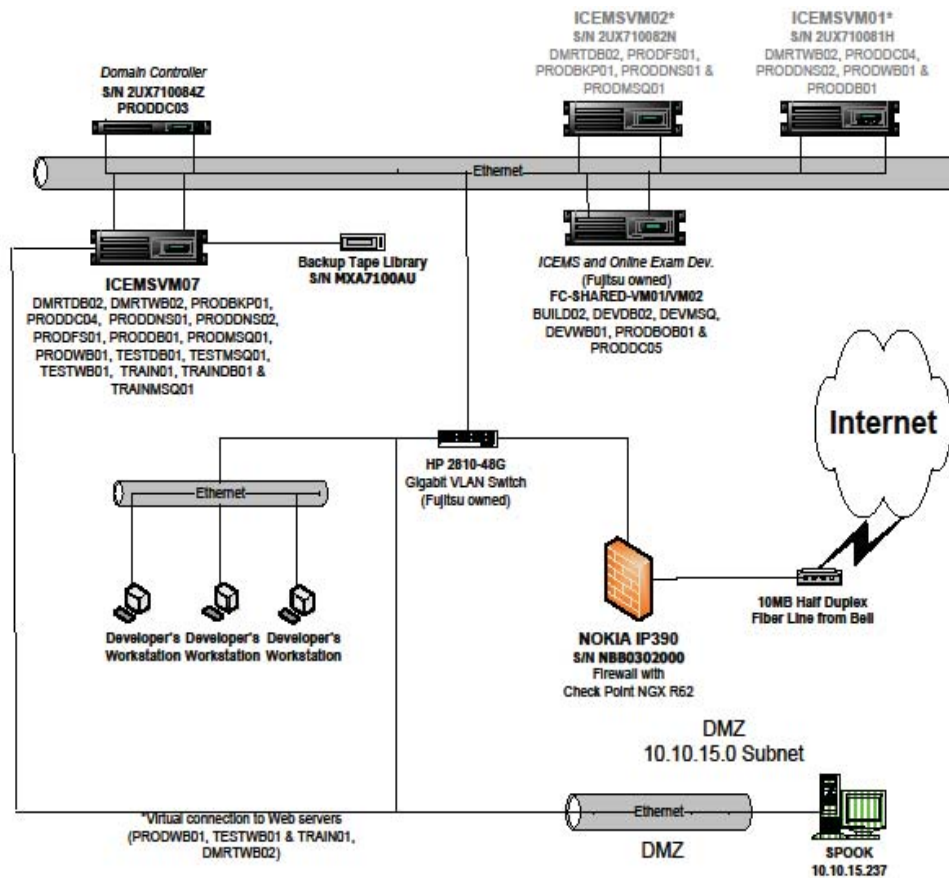 ICEMSVM02*
S/N 2UX710082N
DMRTDB02, PRODFS01,
PRODBKP01, PRODDNS01 &
PRODMSQ01
ICEMSVM01*
S/N 2UX710081H
DMRTWB02, PRODDC04,
PRODDNS02, PRODWB01 &
PRODDB01
Domain Controller
S/N 2UX710084Z
PRODDC03
Ethernet
ICEMSVM07
DMRTDB02, DMRTWB02, PRODBKP01,
PRODDC04, PRODDNS01, PRODDNS02,
PRODFS01, PRODDB01, PRODMSQ01,
PRODWB01, TESTDB01, TESTMSQ01,
TESTWB01, TRAIN01, TRAINDB01 &
TRAINMSQ01
Backup Tape Library
S/N MXA7100AU
ICEMS and Online Exam Dev.
(Fujitsu owned)
FC-SHARED-VM01/VM02
BUILD02, DEVDB02, DEVMSQ,
DEVWB01, PRODBOB01 &
PRODDC05
Internet
HP 2810-48G
Gigabit VLAN Switch
(Fujitsu owned)
Ethernet
Developer's
Workstation
Developer's
Workstation
Developer's
Workstation
10MB Half Duplex
Fiber Line from Bell
NOKIA IP390
S/N NBB0302000
Firewall with
Check Point NGX R62
DMZ
10.10.15.0 Subnet
*Virtual connection to Web servers
(PRODWB01, TESTWB01 & TRAIN01,
DMRTWB02)
Ethernet
DMZ
SPOOK
10.10.15.237